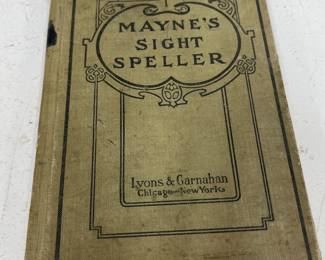 MAYNE'S
SIGHT
SPELLER
Lyons & Carnahan
Chicago—New York